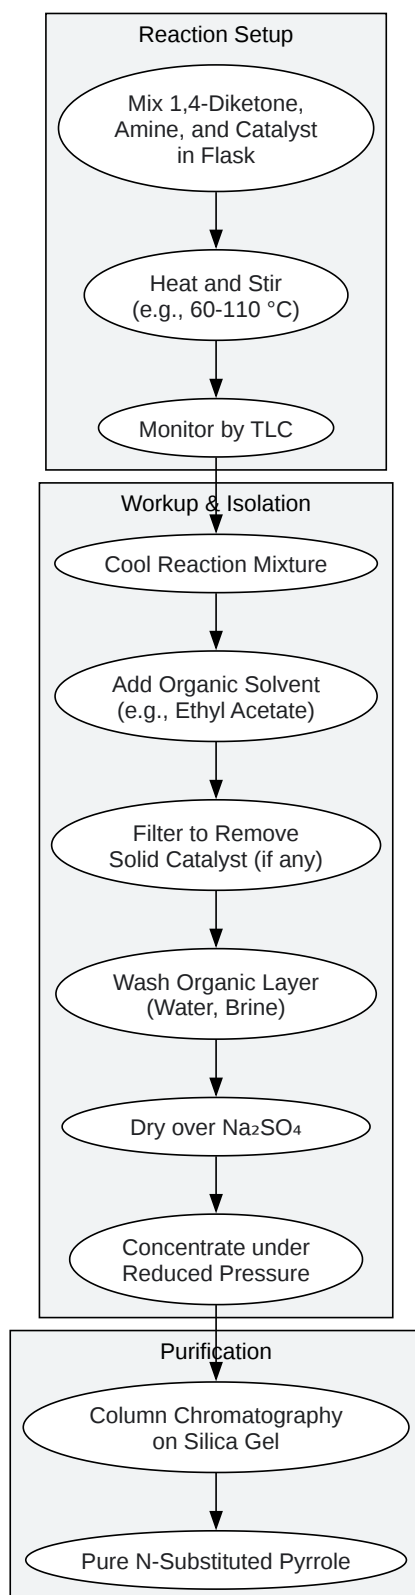 Reaction Setup
Mix 1,4-Diketone,
Amine, and Catalyst
in Flask
Heat and Stir
(e.g., 60-110 °C)
Monitor by TLC
Workup & Isolation
Cool Reaction Mixture
Add Organic Solvent
(e.g., Ethyl Acetate)
Filter to Remove
Solid Catalyst (if any)
Wash Organic Layer
(Water, Brine)
Dry over Na₂SO₄
Concentrate under
Reduced Pressure
Purification
Column Chromatography
on Silica Gel
Pure N-Substituted Pyrrole